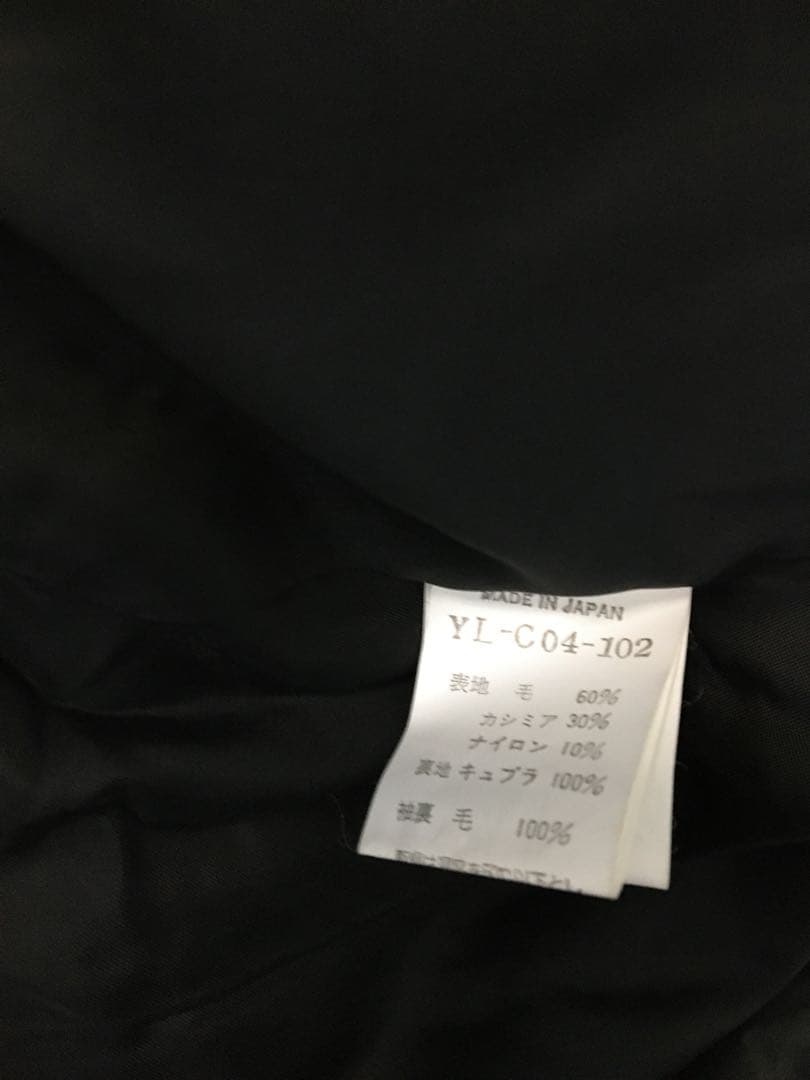 MADE IN JAPAN
YL-C04-102
表地 毛 60%
カシミア 30%
ナイロン 10%
裏地 キュプラ 100%
袖裏 毛 100%